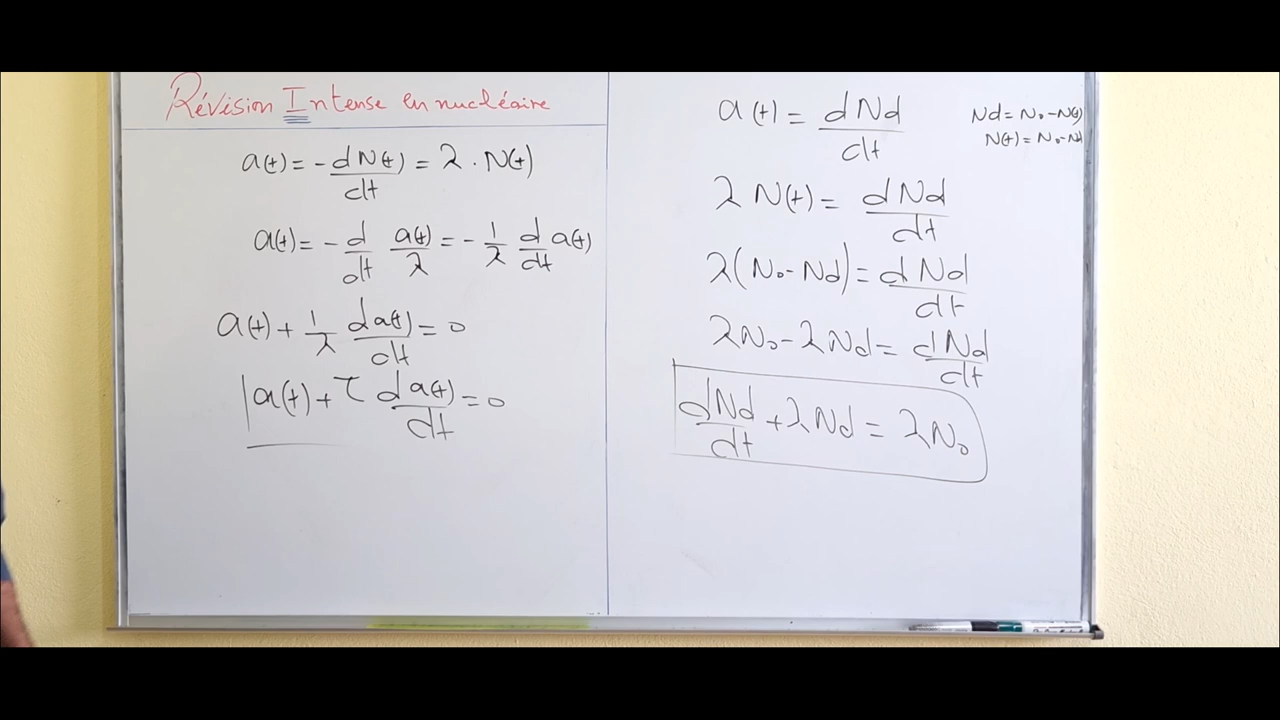 Révision Intense en nucléaire
a(t) = - dN(t)/dt = λ . N(t)
a(t) = - d/dt a(t)/λ = - 1/λ d/dt a(t)
a(t) + 1/λ da(t)/dt = 0
a(t) + τ da(t)/dt = 0
a(t) = dNd/dt
Nd = N₀ - N(t)
N(t) = N₀ - Nd
λ N(t) = dNd/dt
λ(N₀ - Nd) = dNd/dt
λN₀ - λNd = dNd/dt
dNd/dt + λNd = λN₀